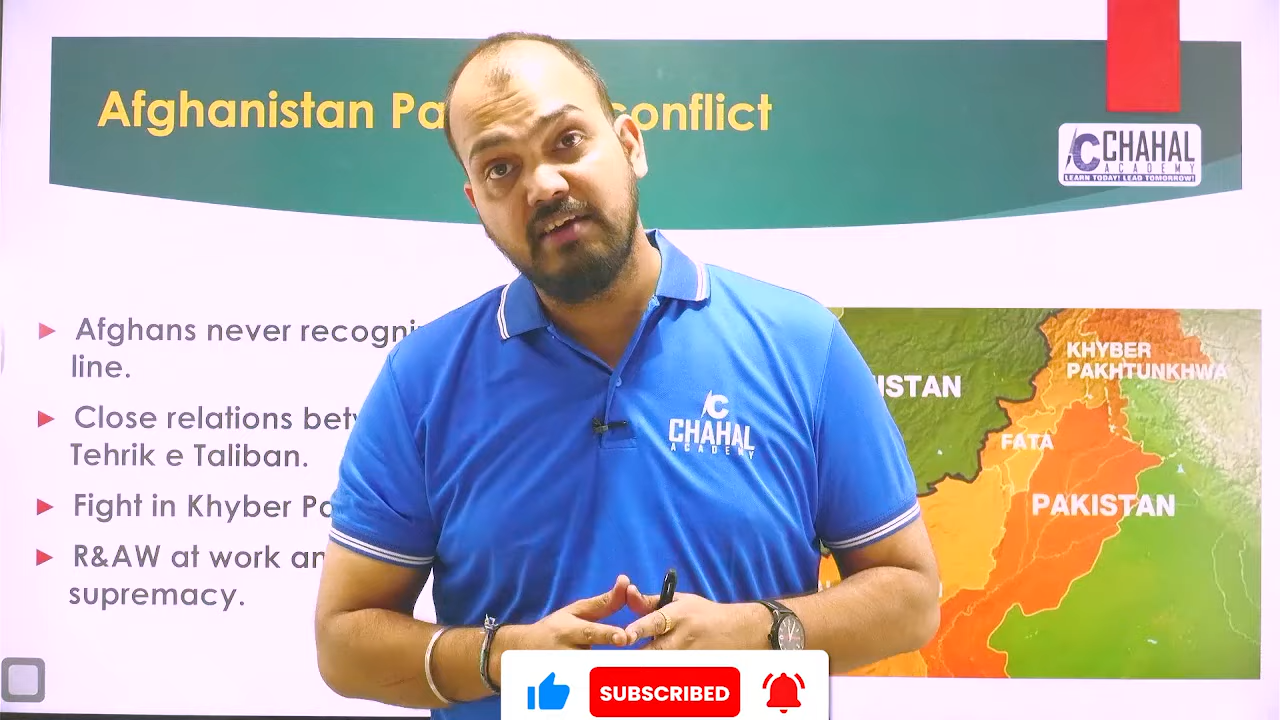 Afghanistan Pa conflict
CHAHAL
ACADEMY
LEARN TODAY! LEAD TOMORROW!
Afghans never recogni
line.
Close relations bet
Tehrik e Taliban.
Fight in Khyber Pa
R&AW at work an
supremacy.
ISTAN
KHYBER
PAKHTUNKHWA
FATA
PAKISTAN
CHAHAL
ACADEMY
SUBSCRIBED